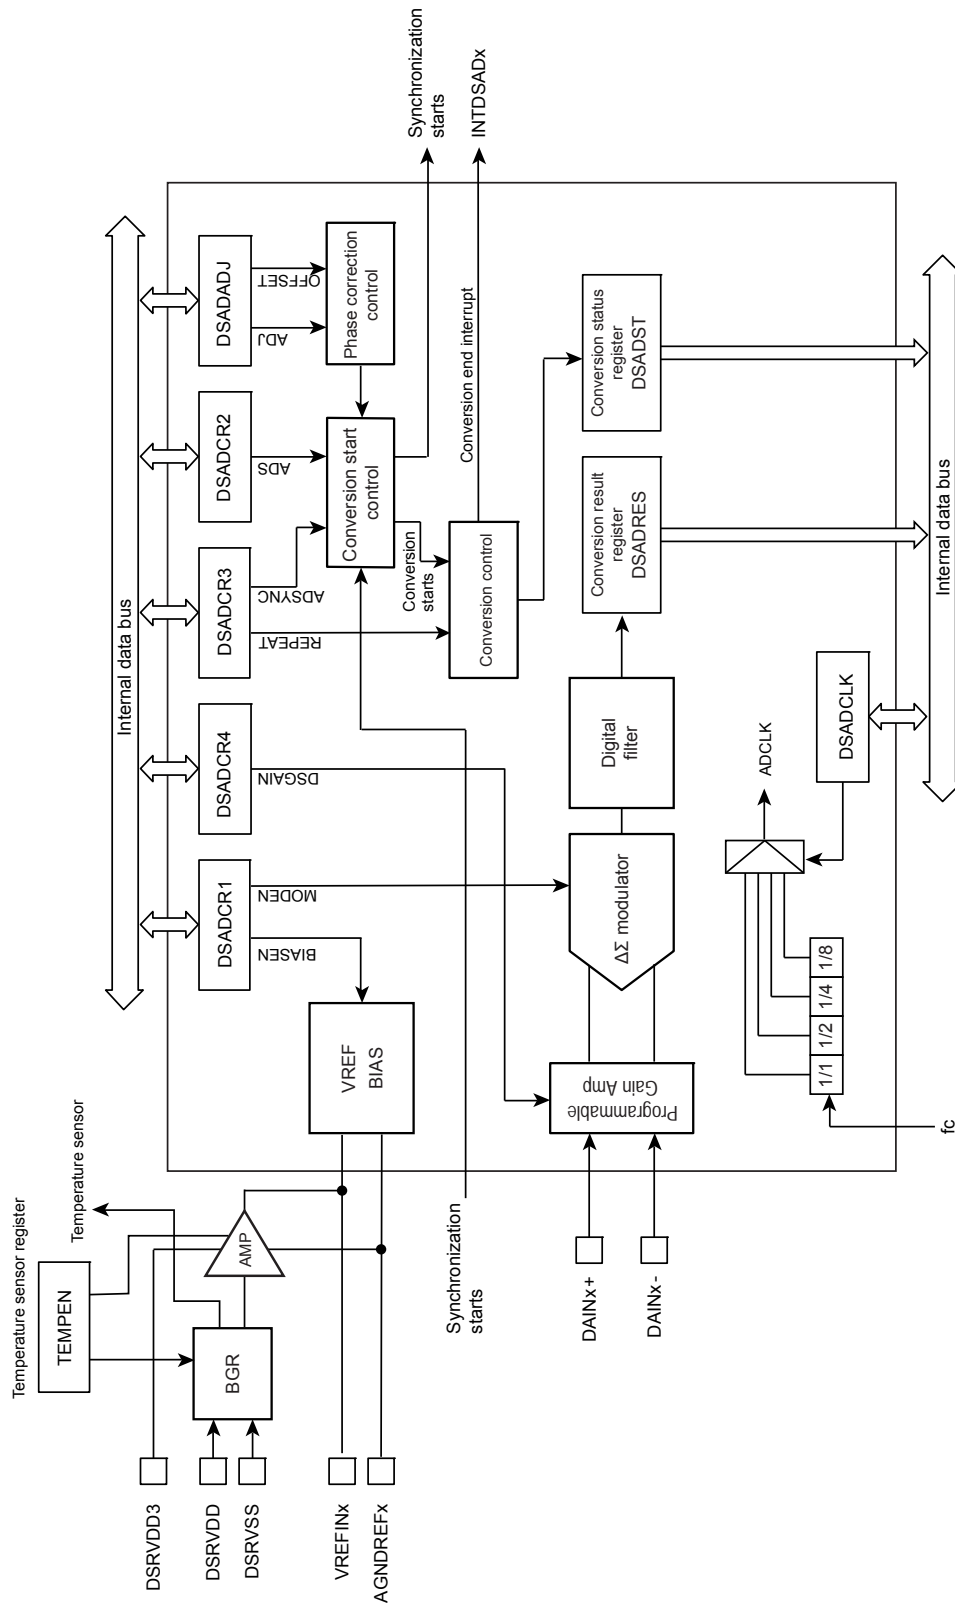 Temperature sensor register
TEMPEN
Temperature sensor
DSRVDD3
DSRVDD
DSRVSS
VREFINx
AGNDREFx
BGR
AMP
Internal data bus
DSADCR1
DSADCR4
DSADCR3
DSADCR2
DSADADJ
BIASEN
MODEN
DSGAIN
REPEAT
ADSYNC
ADS
ADJ
OFFSET
VREF
BIAS
Conversion start
control
Phase correction
control
Synchronization
starts
Synchronization
starts
Conversion
starts
Conversion control
Conversion end interrupt
INTDSADx
DAINx+
DAINx-
Programmable
Gain Amp
ΔΣ modulator
Digital
filter
Conversion result
register
DSADRES
Conversion status
register
DSADST
fc
1/1
1/2
1/4
1/8
ADCLK
DSADCLK
Internal data bus